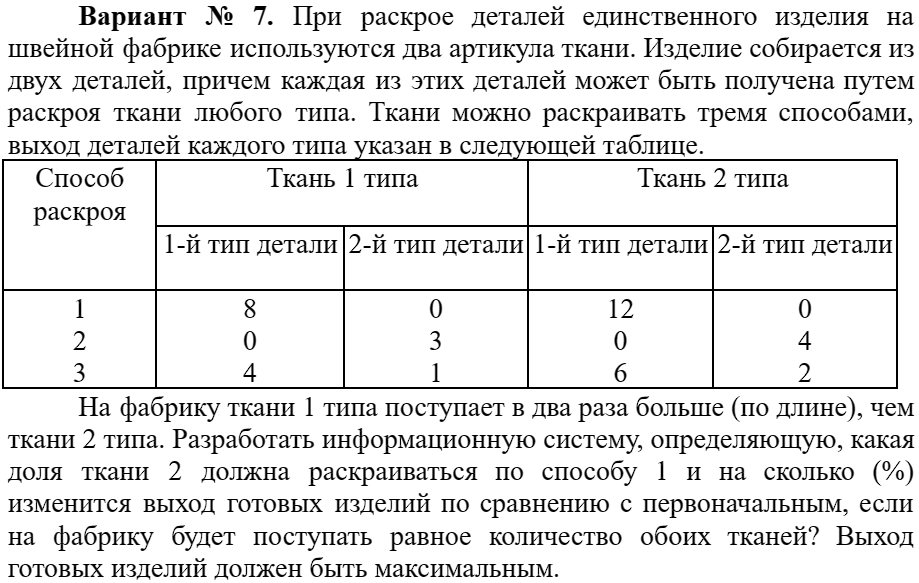 Вариант № 7. При раскрое деталей единственного изделия на
швейной фабрике используются два артикула ткани. Изделие собирается из
двух деталей, причем каждая из этих деталей может быть получена путем
раскроя ткани любого типа. Ткани можно раскраивать тремя способами,
выход деталей каждого типа указан в следующей таблице.
Способ раскроя Ткань 1 типа Ткань 2 типа
1-й тип детали 2-й тип детали 1-й тип детали 2-й тип детали
1 8 0 12 0
2 0 3 0 4
3 4 1 6 2
На фабрику ткани 1 типа поступает в два раза больше (по длине), чем
ткани 2 типа. Разработать информационную систему, определяющую, какая
доля ткани 2 должна раскраиваться по способу 1 и на сколько (%)
изменится выход готовых изделий по сравнению с первоначальным, если
на фабрику будет поступать равное количество обоих тканей? Выход
готовых изделий должен быть максимальным.